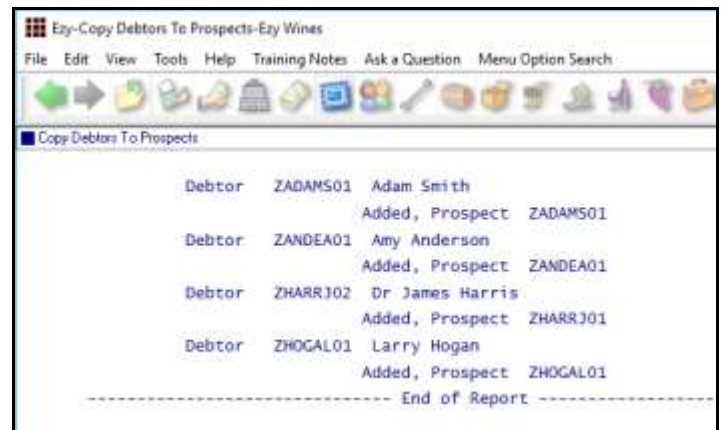 Ezy-Copy Debtors To Prospects-Ezy Wines
File Edit View Tools Help Training Notes Ask a Question Menu Option Search
Copy Debtors To Prospects
Debtor ZADAMS01 Adam Smith
Added, Prospect ZADAMS01
Debtor ZANDEA01 Amy Anderson
Added, Prospect ZANDEA01
Debtor ZHARRJ02 Dr James Harris
Added, Prospect ZHARRJ01
Debtor ZHOGAL01 Larry Hogan
Added, Prospect ZHOGAL01
------------------------------ End of Report -----------------